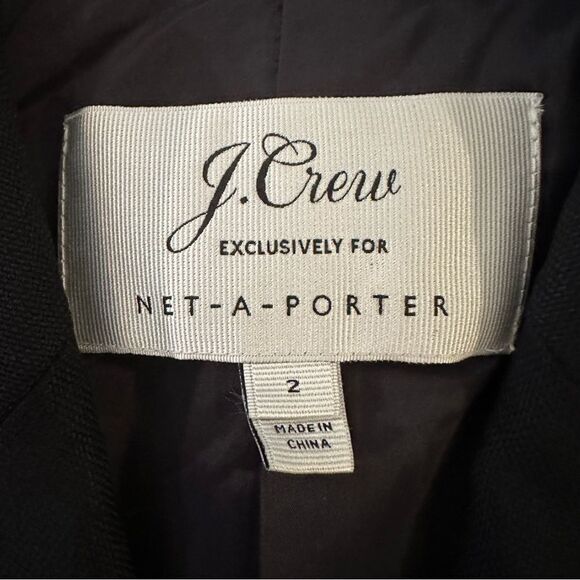 J.Crew
EXCLUSIVELY FOR
NET-A-PORTER
2
MADE IN
CHINA